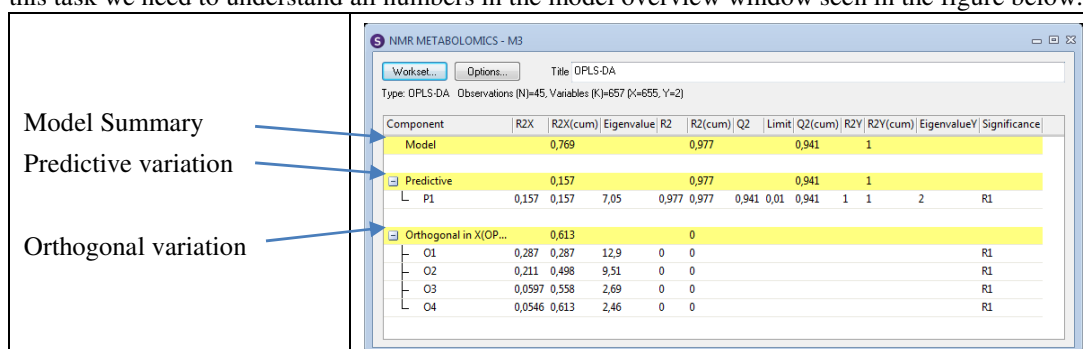 this task we need to understand all numbers in the model overview window seen in the figure below.
Model Summary
Predictive variation
Orthogonal variation
S NMR METABOLOMICS - M3
Workset... Options... Title OPLS-DA
Type: OPLS-DA Observations (N)=45, Variables (K)=657 (X=655, Y=2)
Component R2X R2X(cum) Eigenvalue R2 R2(cum) Q2 Limit Q2(cum) R2Y R2Y(cum) EigenvalueY Significance
Model 0,769 0,977 0,941 1
Predictive 0,157 0,977 0,941 1
P1 0,157 0,157 7,05 0,977 0,977 0,941 0,01 0,941 1 1 2 R1
Orthogonal in X(OP... 0,613 0
O1 0,287 0,287 12,9 0 0 R1
O2 0,211 0,498 9,51 0 0 R1
O3 0,0597 0,558 2,69 0 0 R1
O4 0,0546 0,613 2,46 0 0 R1